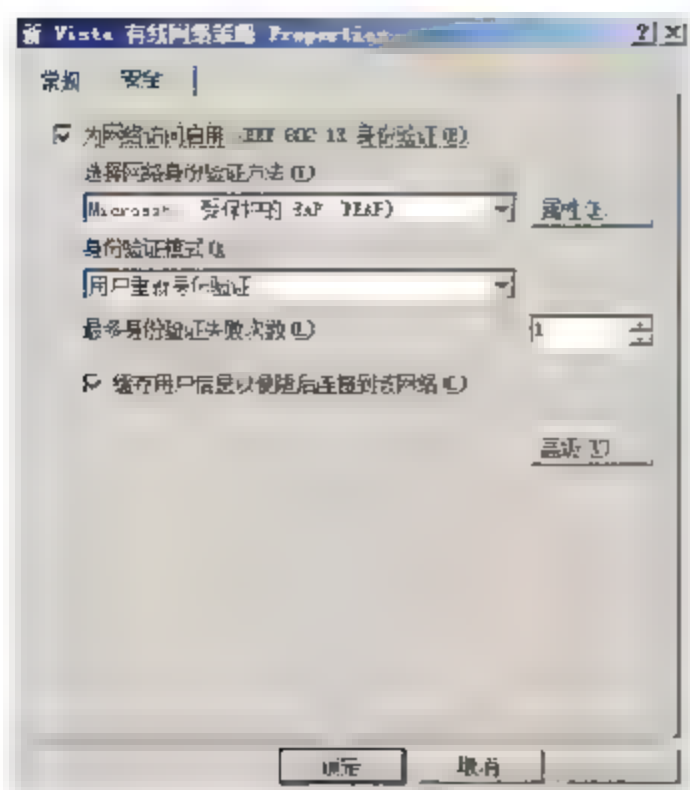 新 Vista 有线网络策略 Properties
常规 安全
为网络访问启用 IEEE 802.1X 身份验证(E)
选择网络身份验证方法(I)
Microsoft: 受保护的 EAP (PEAP) 属性(P)
身份验证模式(A)
用户重新身份验证
最多身份验证失败次数(L) 1
缓存用户信息以便随后连接到该网络(C)
高级(V)
确定 取消